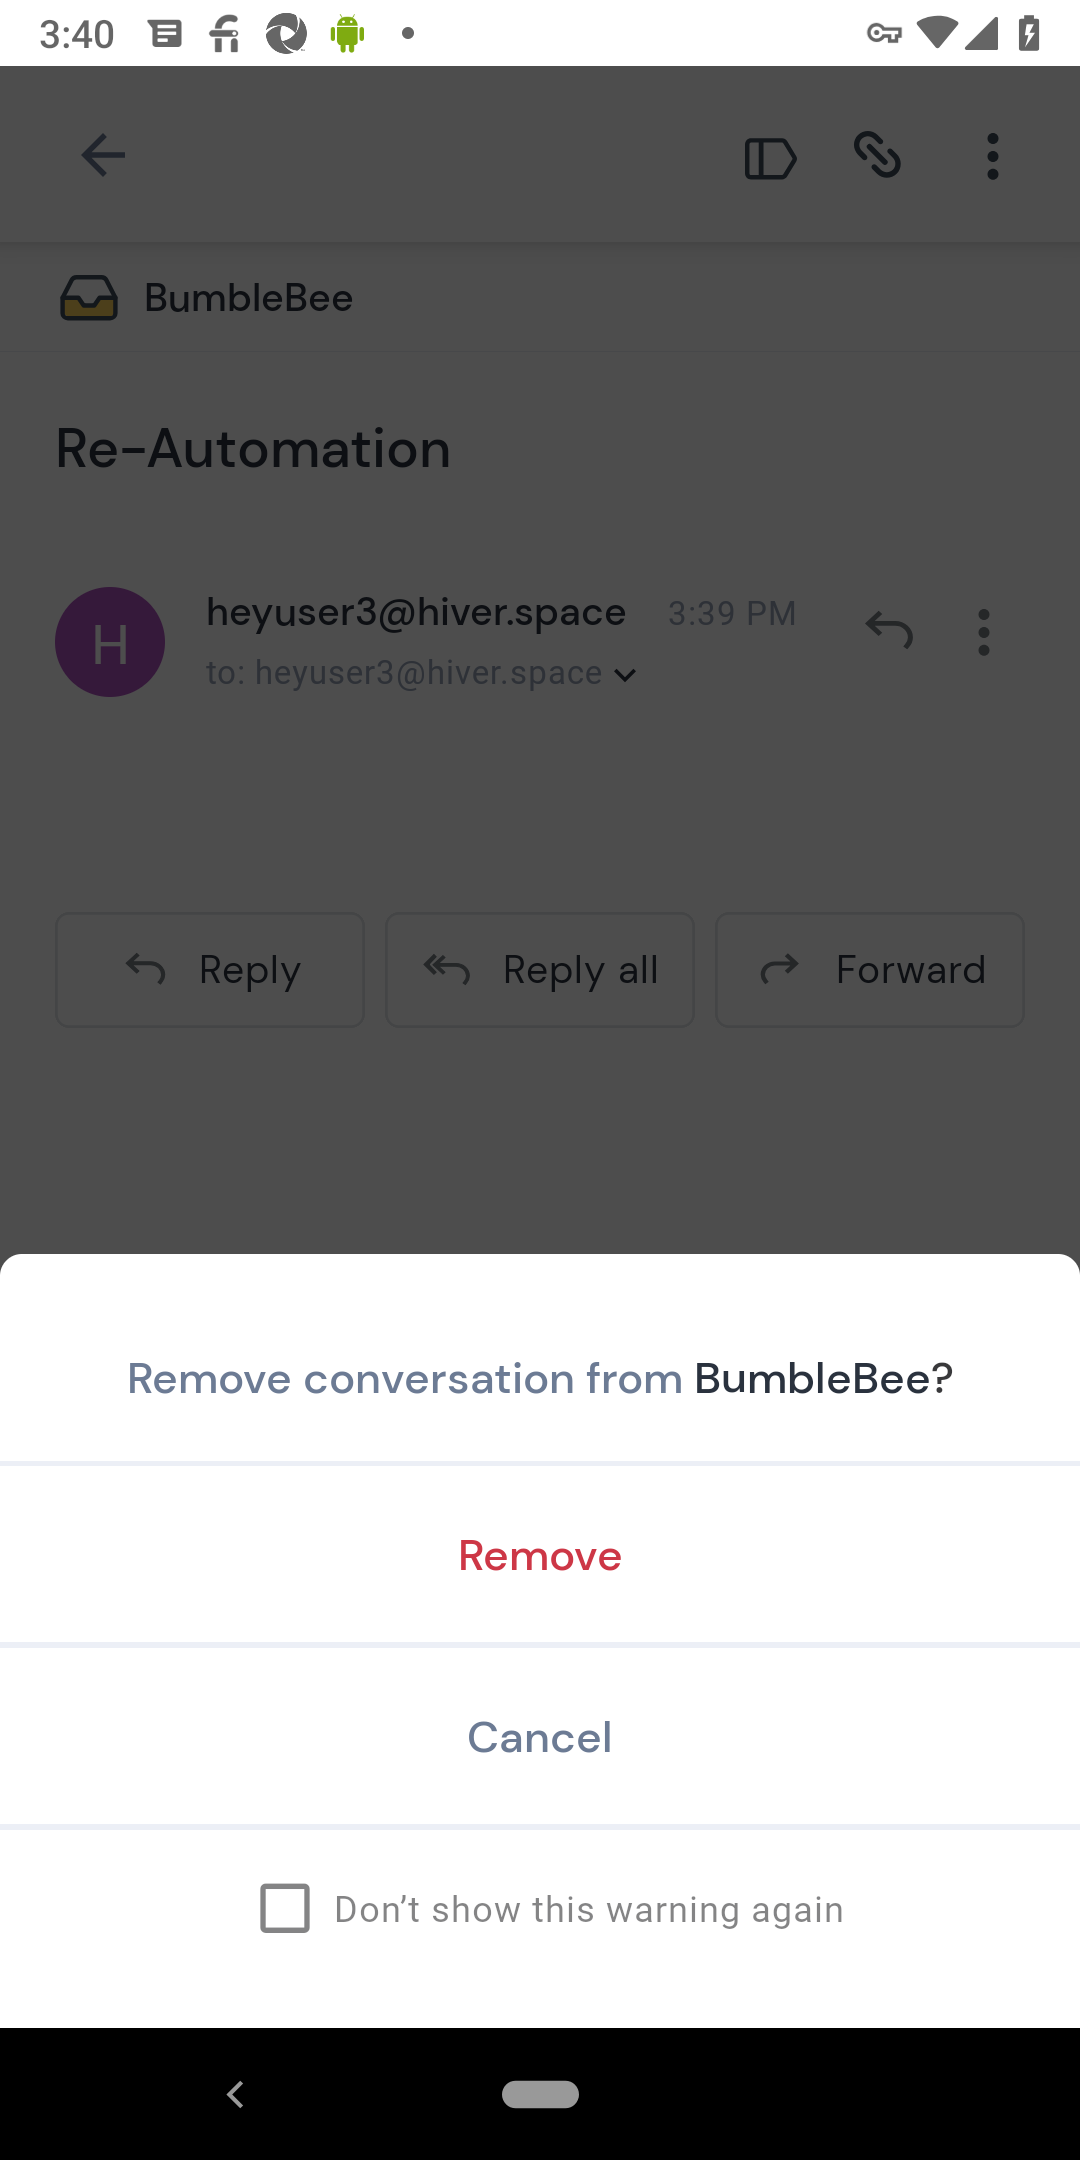 3:40
BumbleBee
Re-Automation
H
heyuser3@hiver.space 3:39 PM
to: heyuser3@hiver.space
Reply
Reply all
Forward
Remove conversation from BumbleBee?
Remove
Cancel
Don’t show this warning again